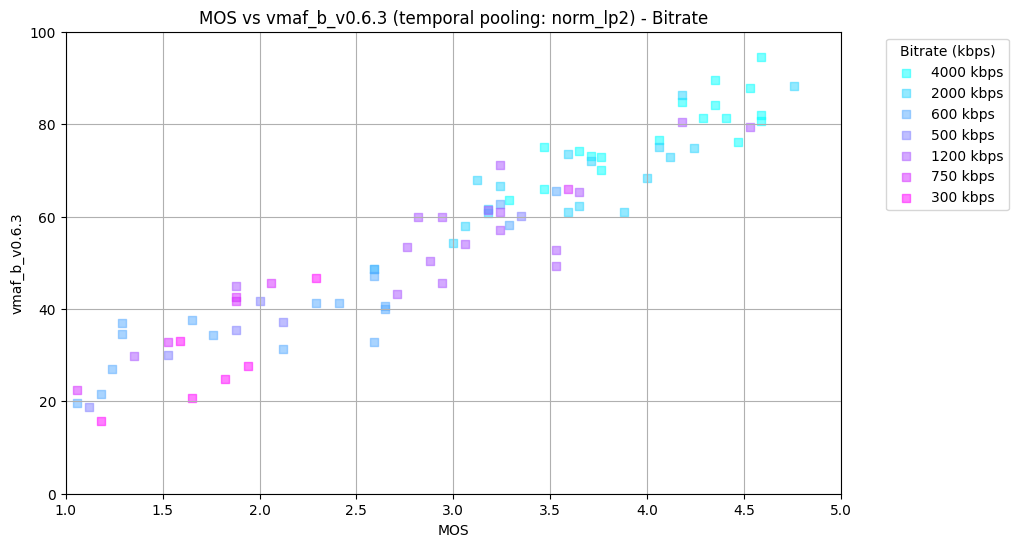 MOS vs vmaf_b_v0.6.3 (temporal pooling: norm_lp2) - Bitrate
100
80
60
40
20
0
vmaf_b_v0.6.3
1.0 1.5 2.0 2.5 3.0 3.5 4.0 4.5 5.0
MOS
Bitrate (kbps)
4000 kbps
2000 kbps
600 kbps
500 kbps
1200 kbps
750 kbps
300 kbps